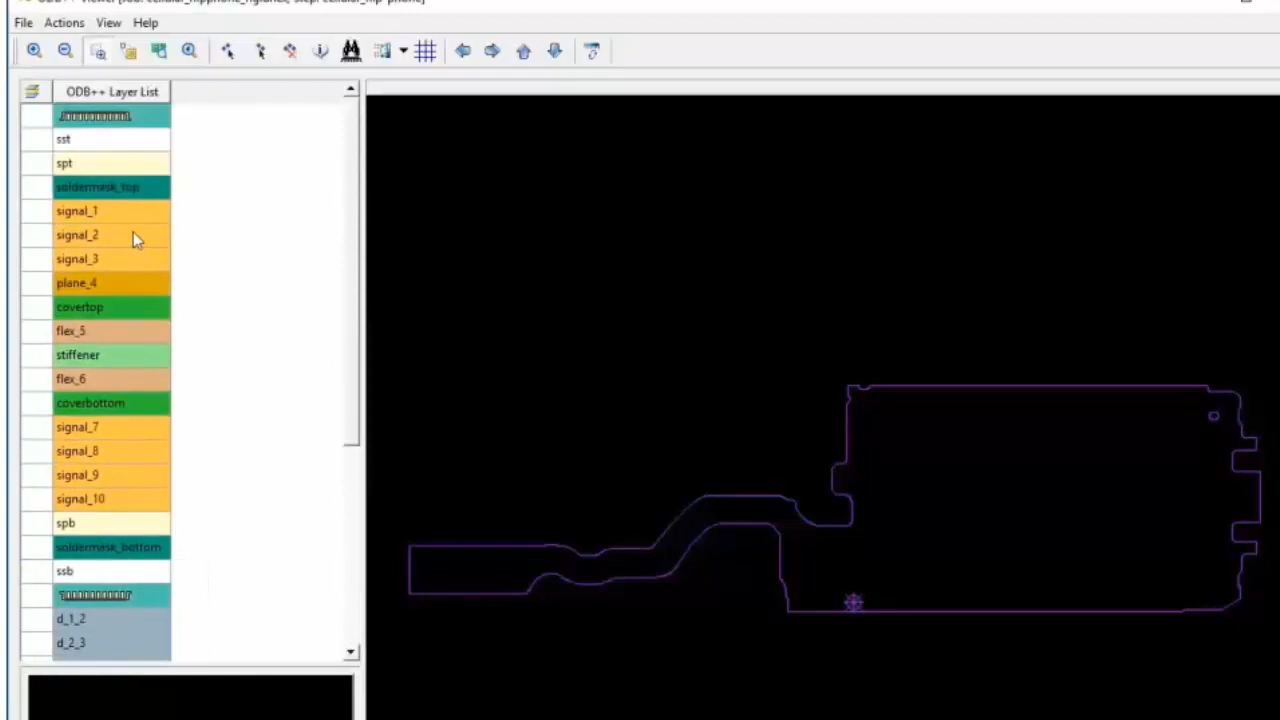 File Actions View Help
ODB++ Layer List
sst
spt
soldermask_top
signal_1
signal_2
signal_3
plane_4
covertop
flex_5
stiffener
flex_6
coverbottom
signal_7
signal_8
signal_9
signal_10
spb
soldermask_bottom
ssb
d_1_2
d_2_3